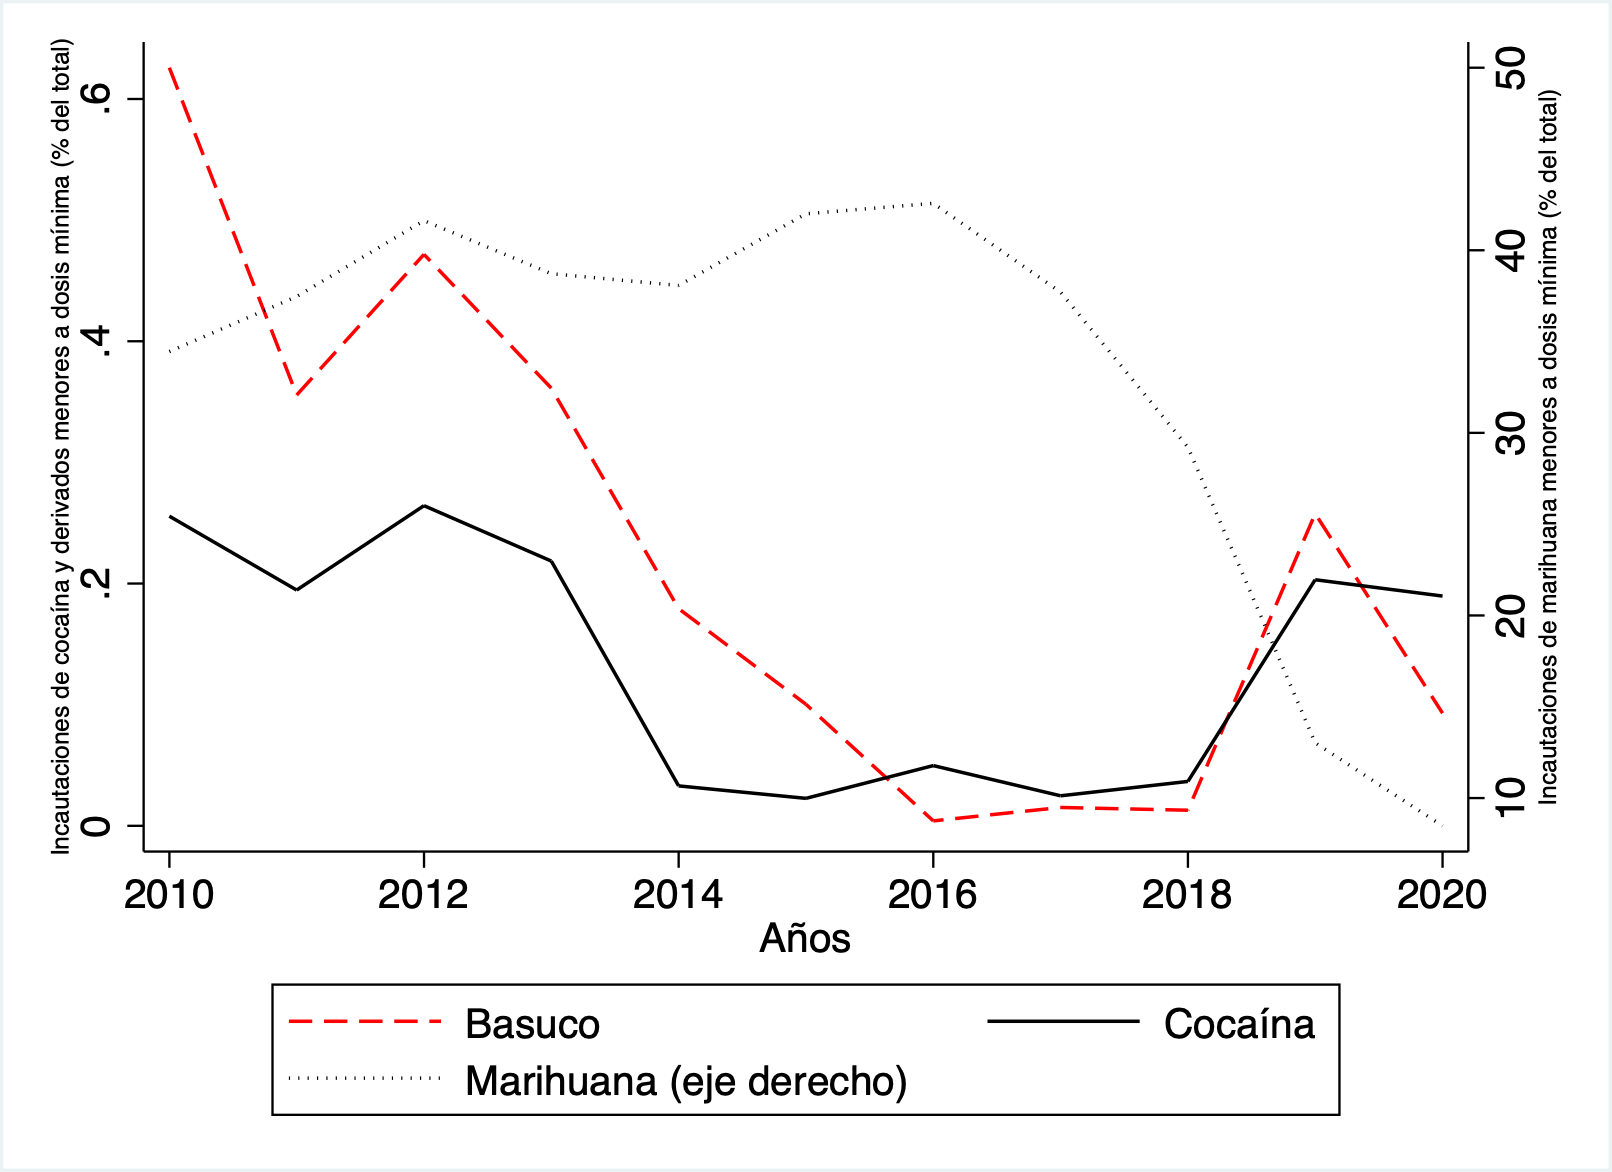 Incautaciones de cocaína y derivados menores a dosis mínima (% del total)
.6
.4
.2
0
50
40
30
20
10
Incautaciones de marihuana menores a dosis mínima (% del total)
2010 2012 2014 2016 2018 2020
Años
Basuco Cocaína
Marihuana (eje derecho)